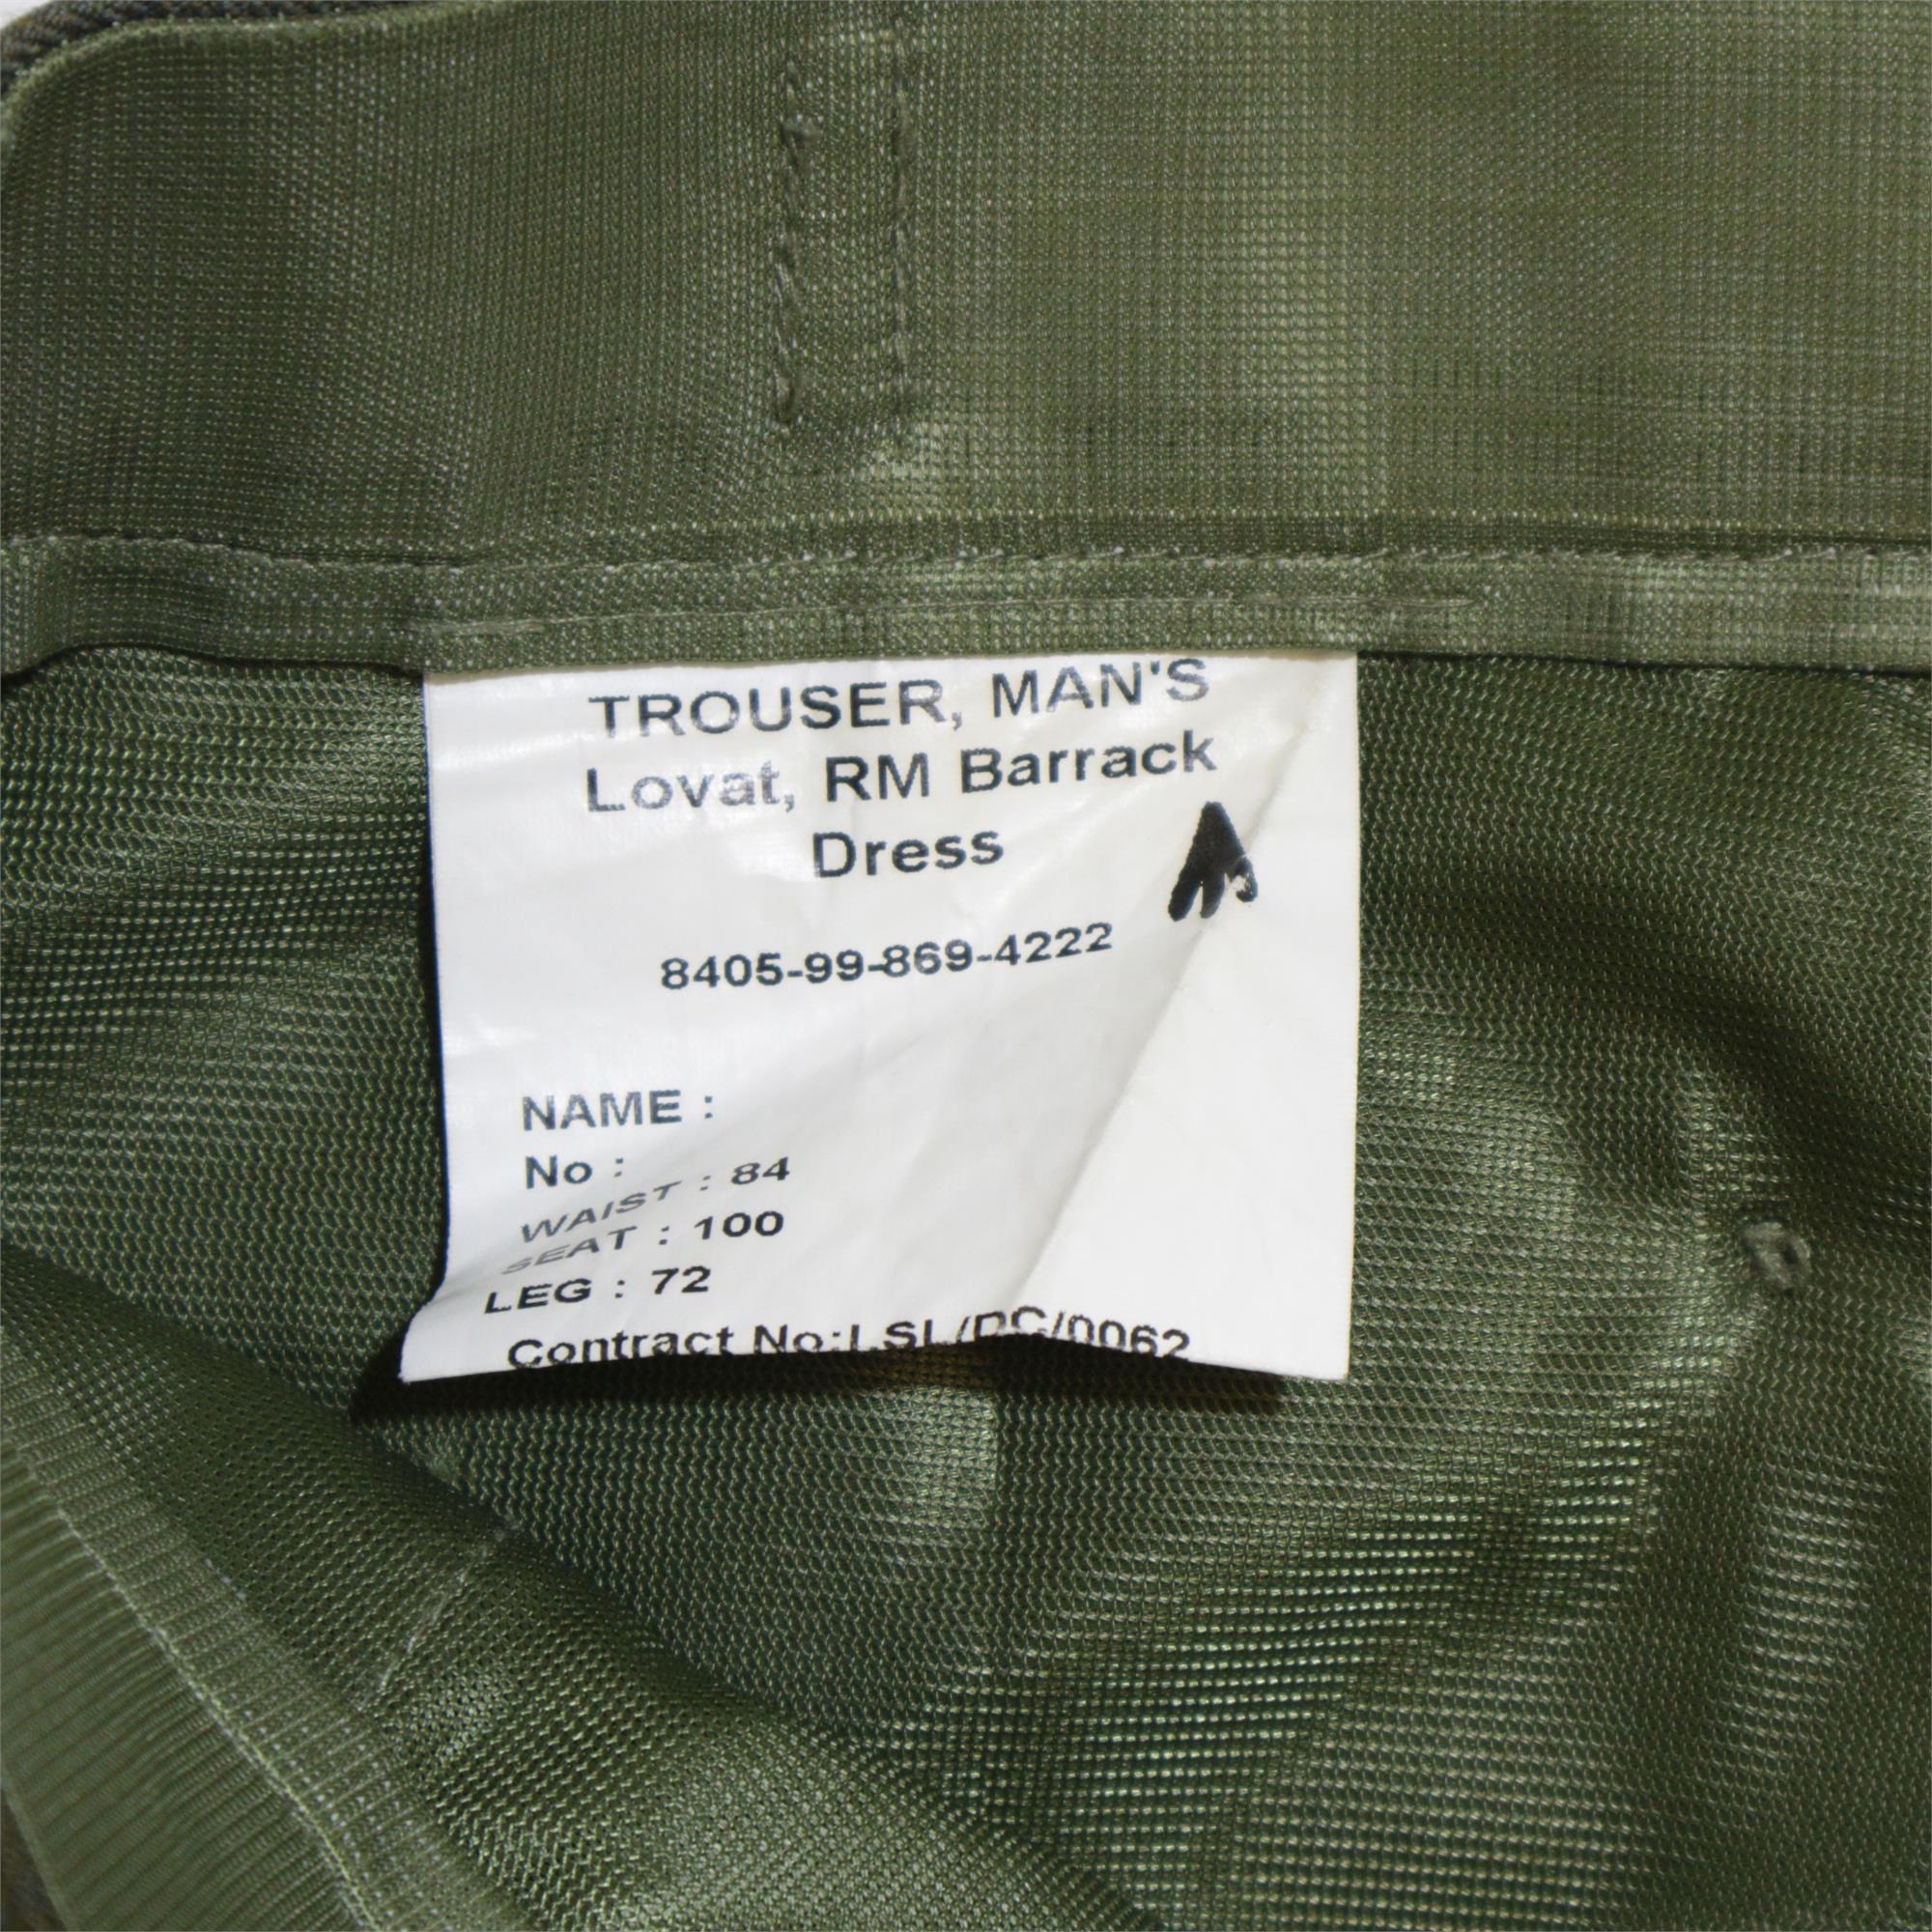 TROUSER, MAN'S
Lovat, RM Barrack
Dress
8405-99-869-4222
NAME :
No :
WAIST : 84
SEAT : 100
LEG : 72
Contract No:LSL/DC/0062